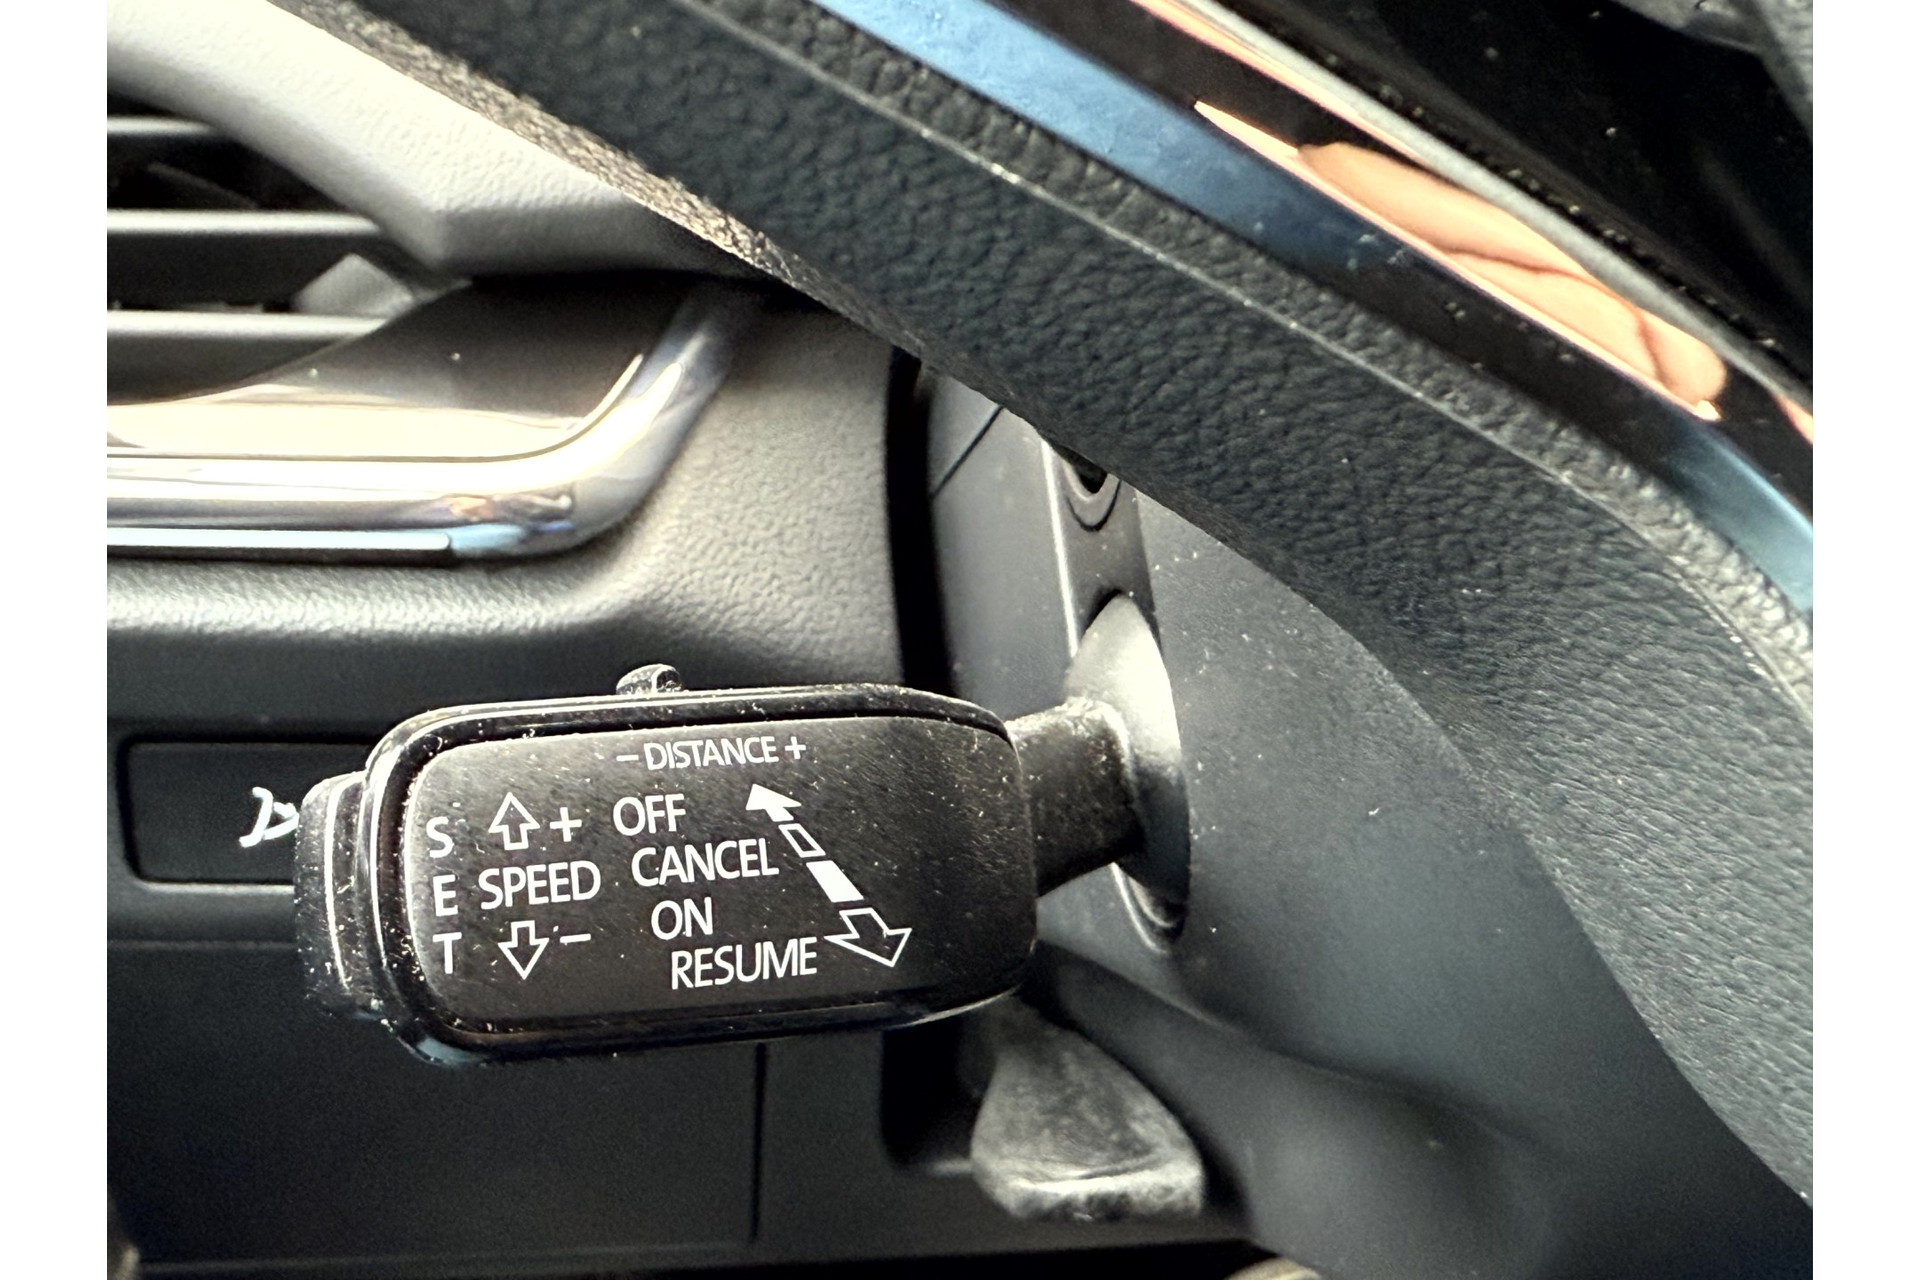 – DISTANCE +
S + OFF
E SPEED CANCEL
T – ON
RESUME